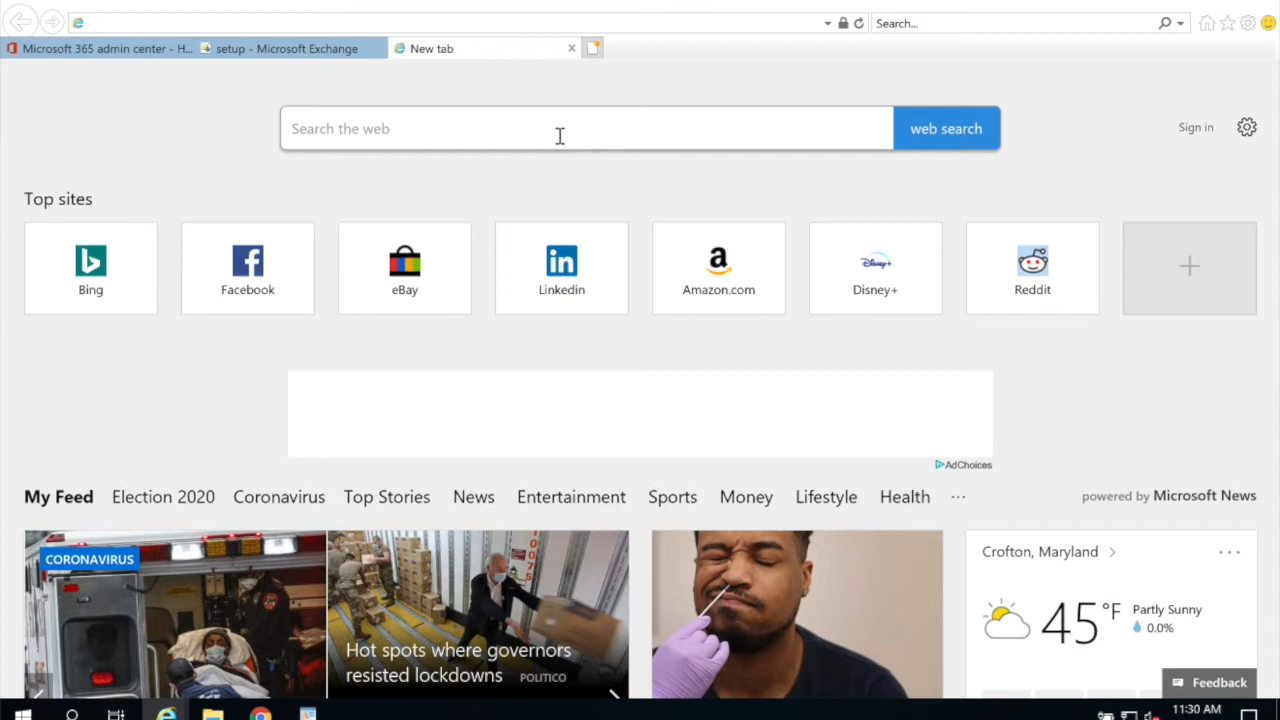 Search...
Microsoft 365 admin center - H...
setup - Microsoft Exchange
New tab
Search the web
web search
Sign in
Top sites
Bing
Facebook
eBay
Linkedin
Amazon.com
Disney+
Reddit
AdChoices
My Feed
Election 2020
Coronavirus
Top Stories
News
Entertainment
Sports
Money
Lifestyle
Health
powered by Microsoft News
CORONAVIRUS
Hot spots where governors
resisted lockdowns POLITICO
Crofton, Maryland
45°F
Partly Sunny
0.0%
Feedback
11:30 AM